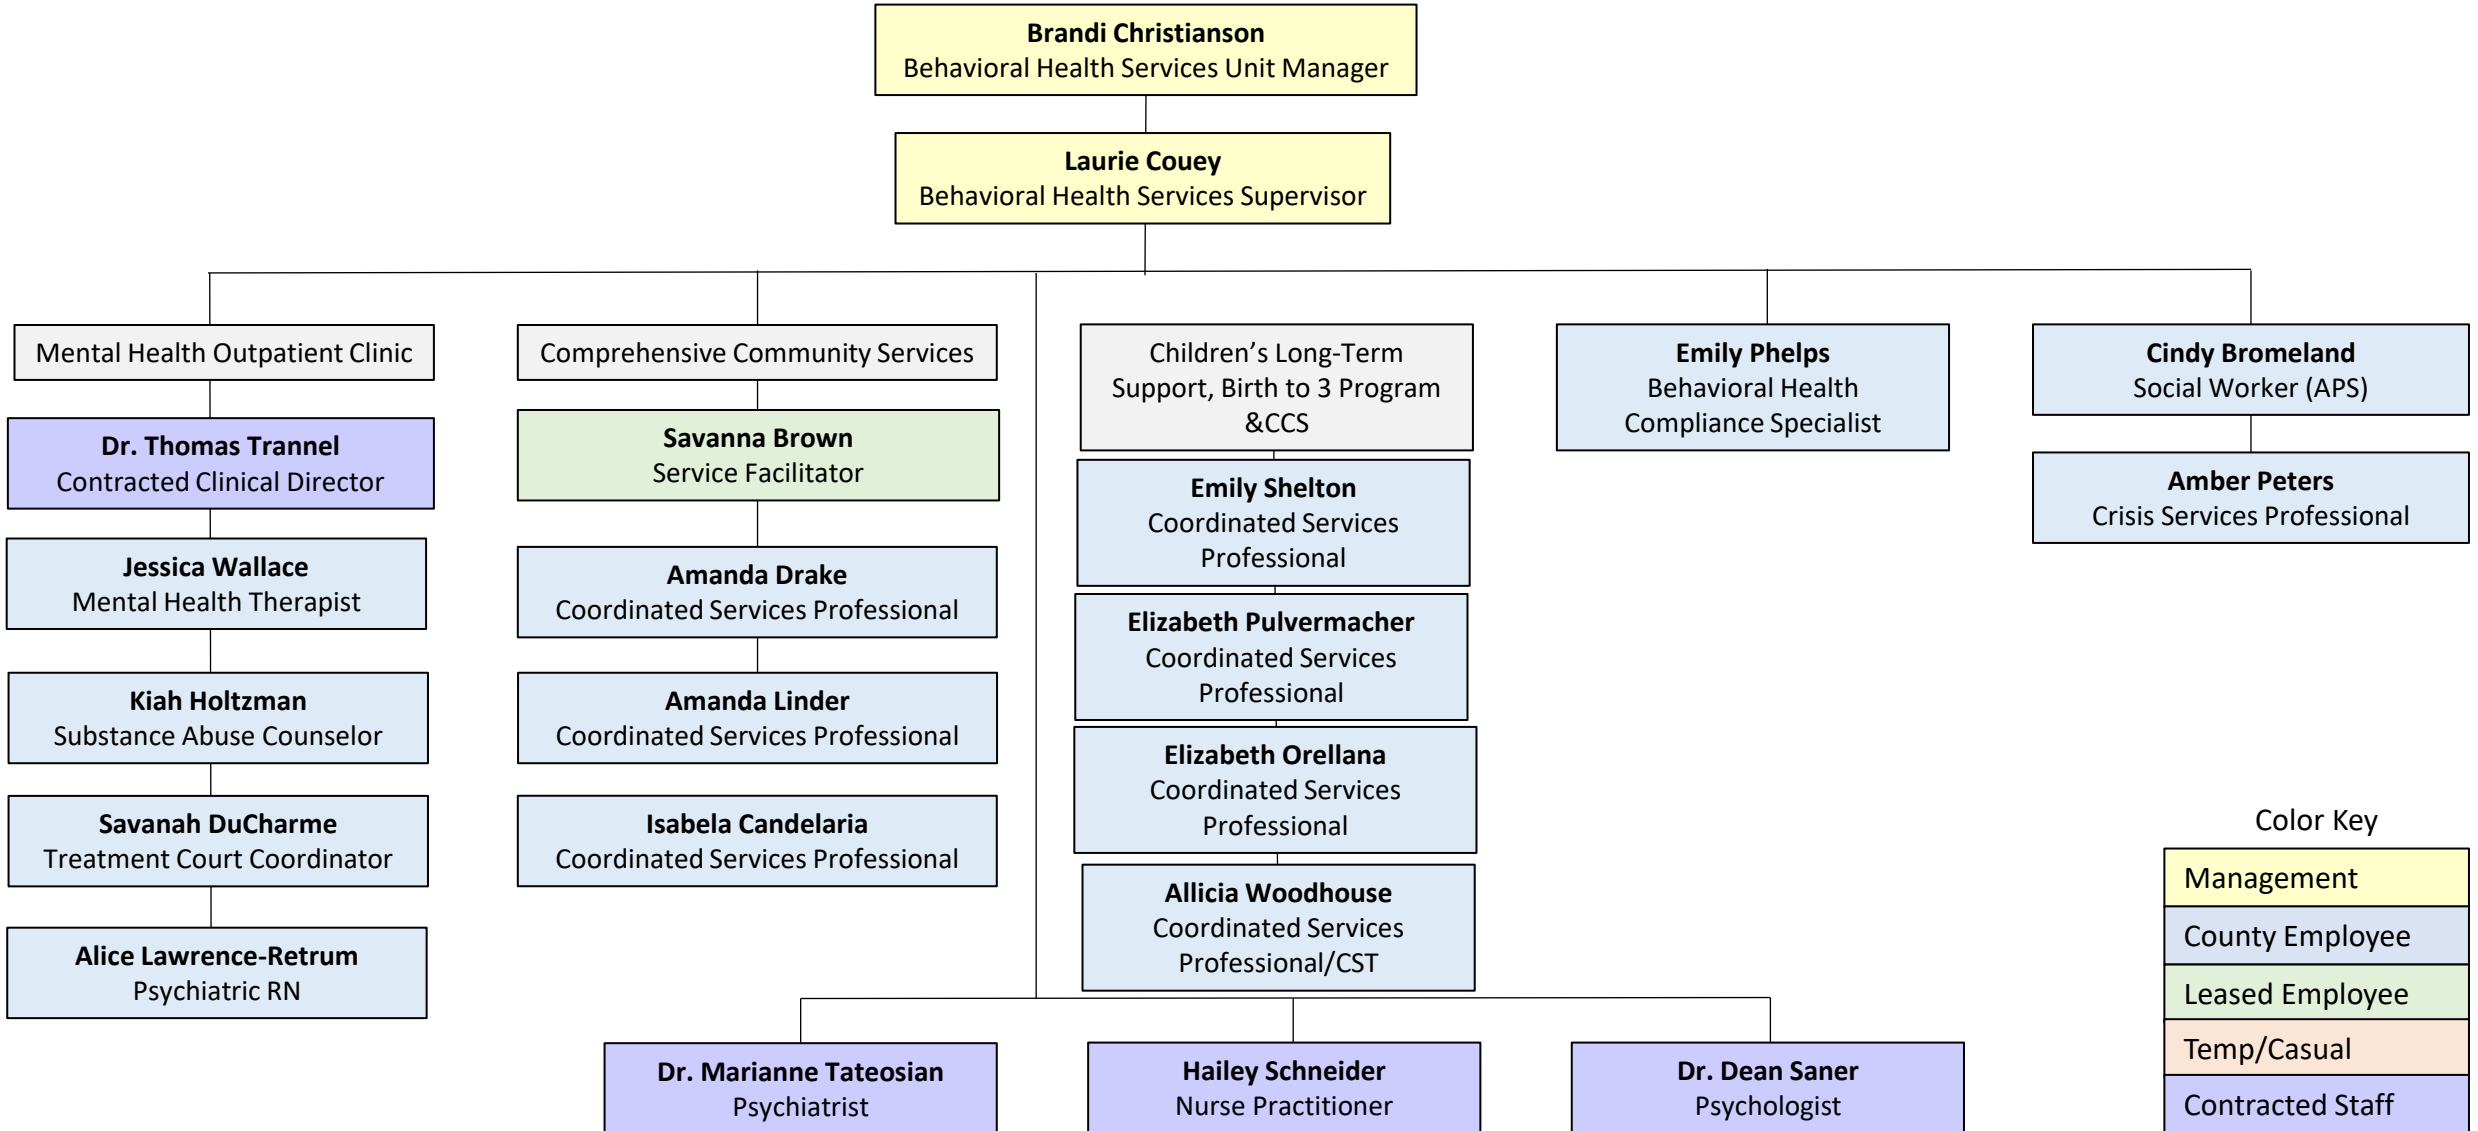 Brandi Christianson
Behavioral Health Services Unit Manager
Laurie Couey
Behavioral Health Services Supervisor
Mental Health Outpatient Clinic
Dr. Thomas Trannel
Contracted Clinical Director
Jessica Wallace
Mental Health Therapist
Kiah Holtzman
Substance Abuse Counselor
Savanah DuCharme
Treatment Court Coordinator
Alice Lawrence-Retrum
Psychiatric RN
Comprehensive Community Services
Savanna Brown
Service Facilitator
Amanda Drake
Coordinated Services Professional
Amanda Linder
Coordinated Services Professional
Isabela Candelaria
Coordinated Services Professional
Children’s Long-Term
Support, Birth to 3 Program
&CCS
Emily Shelton
Coordinated Services
Professional
Elizabeth Pulvermacher
Coordinated Services
Professional
Elizabeth Orellana
Coordinated Services
Professional
Allicia Woodhouse
Coordinated Services
Professional/CST
Emily Phelps
Behavioral Health
Compliance Specialist
Cindy Bromeland
Social Worker (APS)
Amber Peters
Crisis Services Professional
Dr. Marianne Tateosian
Psychiatrist
Hailey Schneider
Nurse Practitioner
Dr. Dean Saner
Psychologist
Color Key
Management
County Employee
Leased Employee
Temp/Casual
Contracted Staff